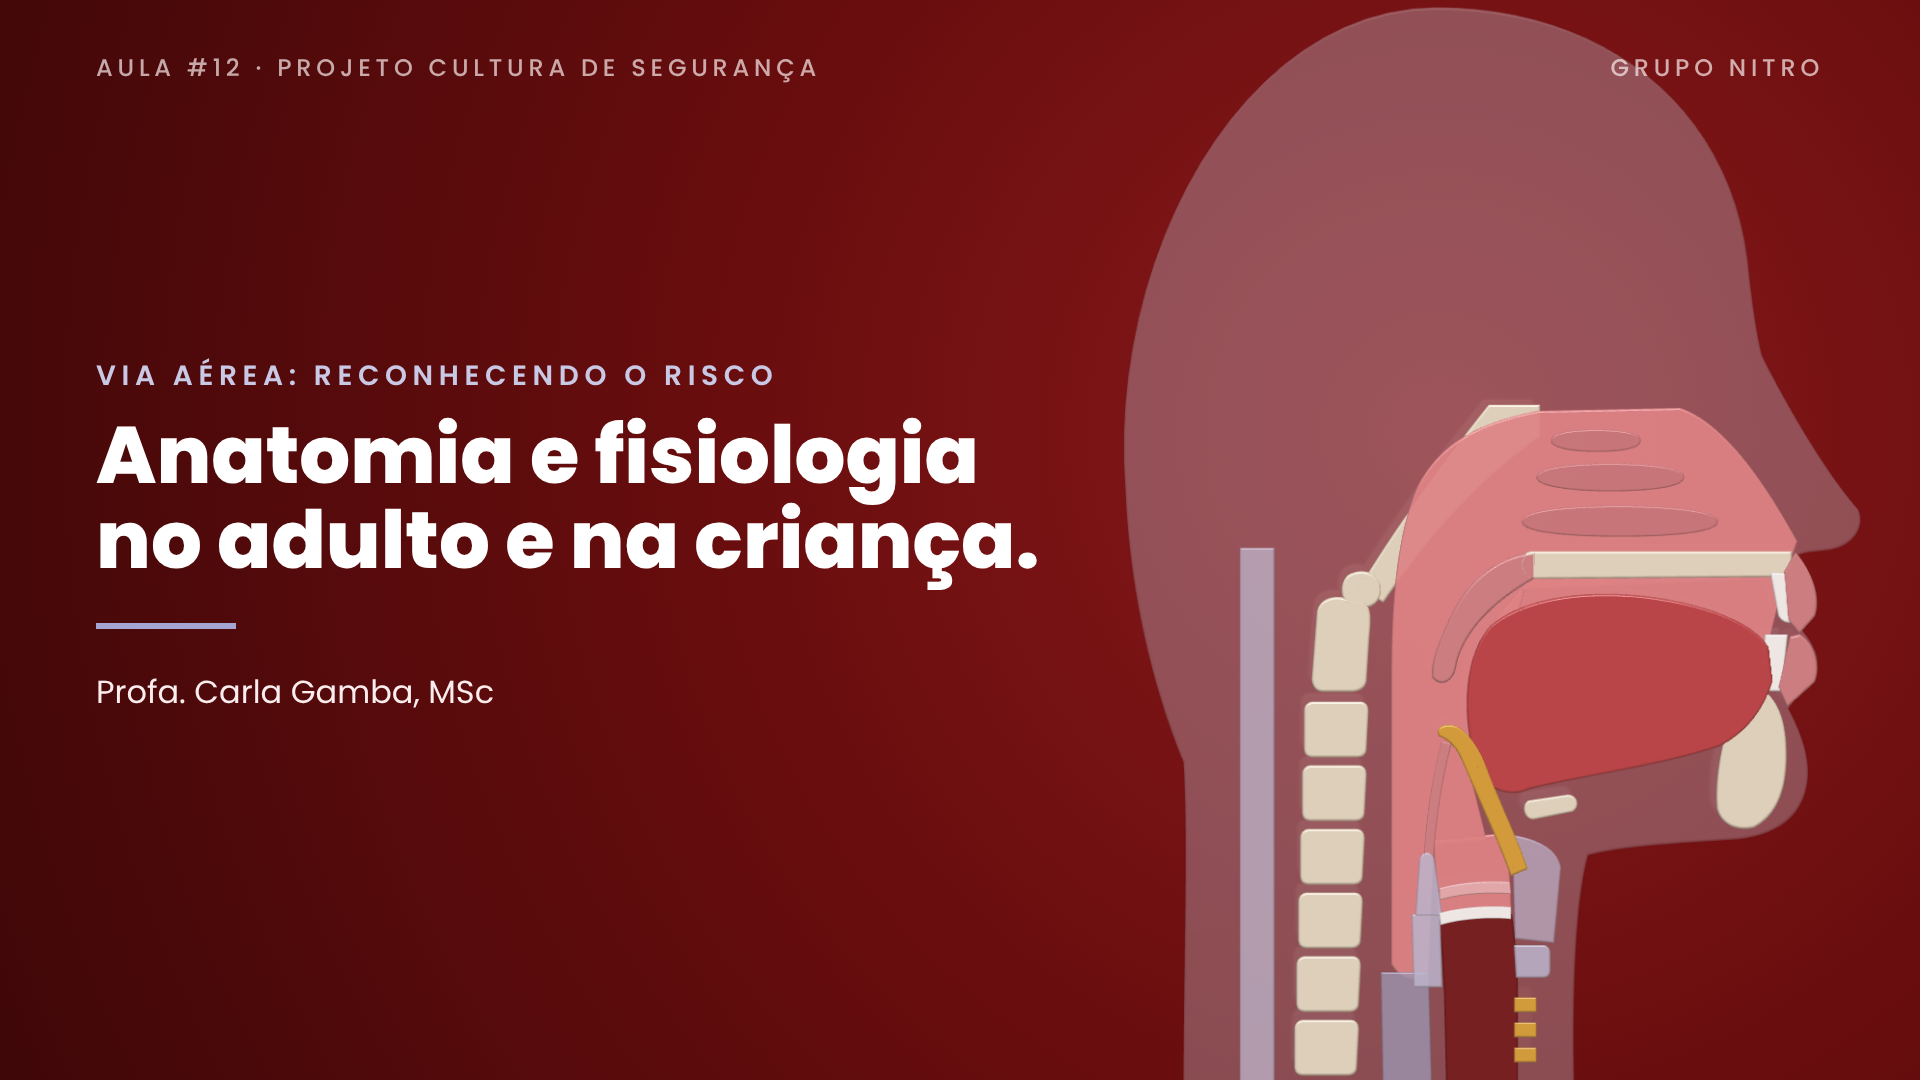 AULA #12 · PROJETO CULTURA DE SEGURANÇA
GRUPO NITRO
VIA AÉREA: RECONHECENDO O RISCO
Anatomia e fisiologia
no adulto e na criança.
Profa. Carla Gamba, MSc